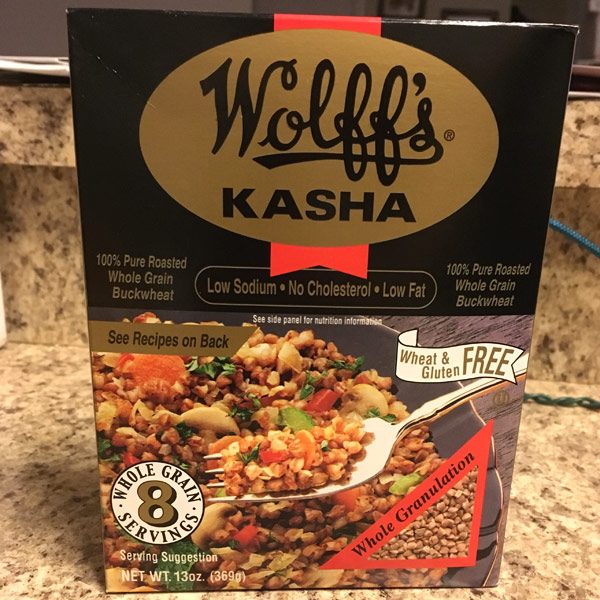 Wolff's®
KASHA
100% Pure Roasted
Whole Grain
Buckwheat
Low Sodium • No Cholesterol • Low Fat
100% Pure Roasted
Whole Grain
Buckwheat
See side panel for nutrition information
See Recipes on Back
Wheat &
Gluten FREE
WHOLE GRAIN
8
SERVINGS
Whole Granulation
Serving Suggestion
NET WT. 13oz. (369g)